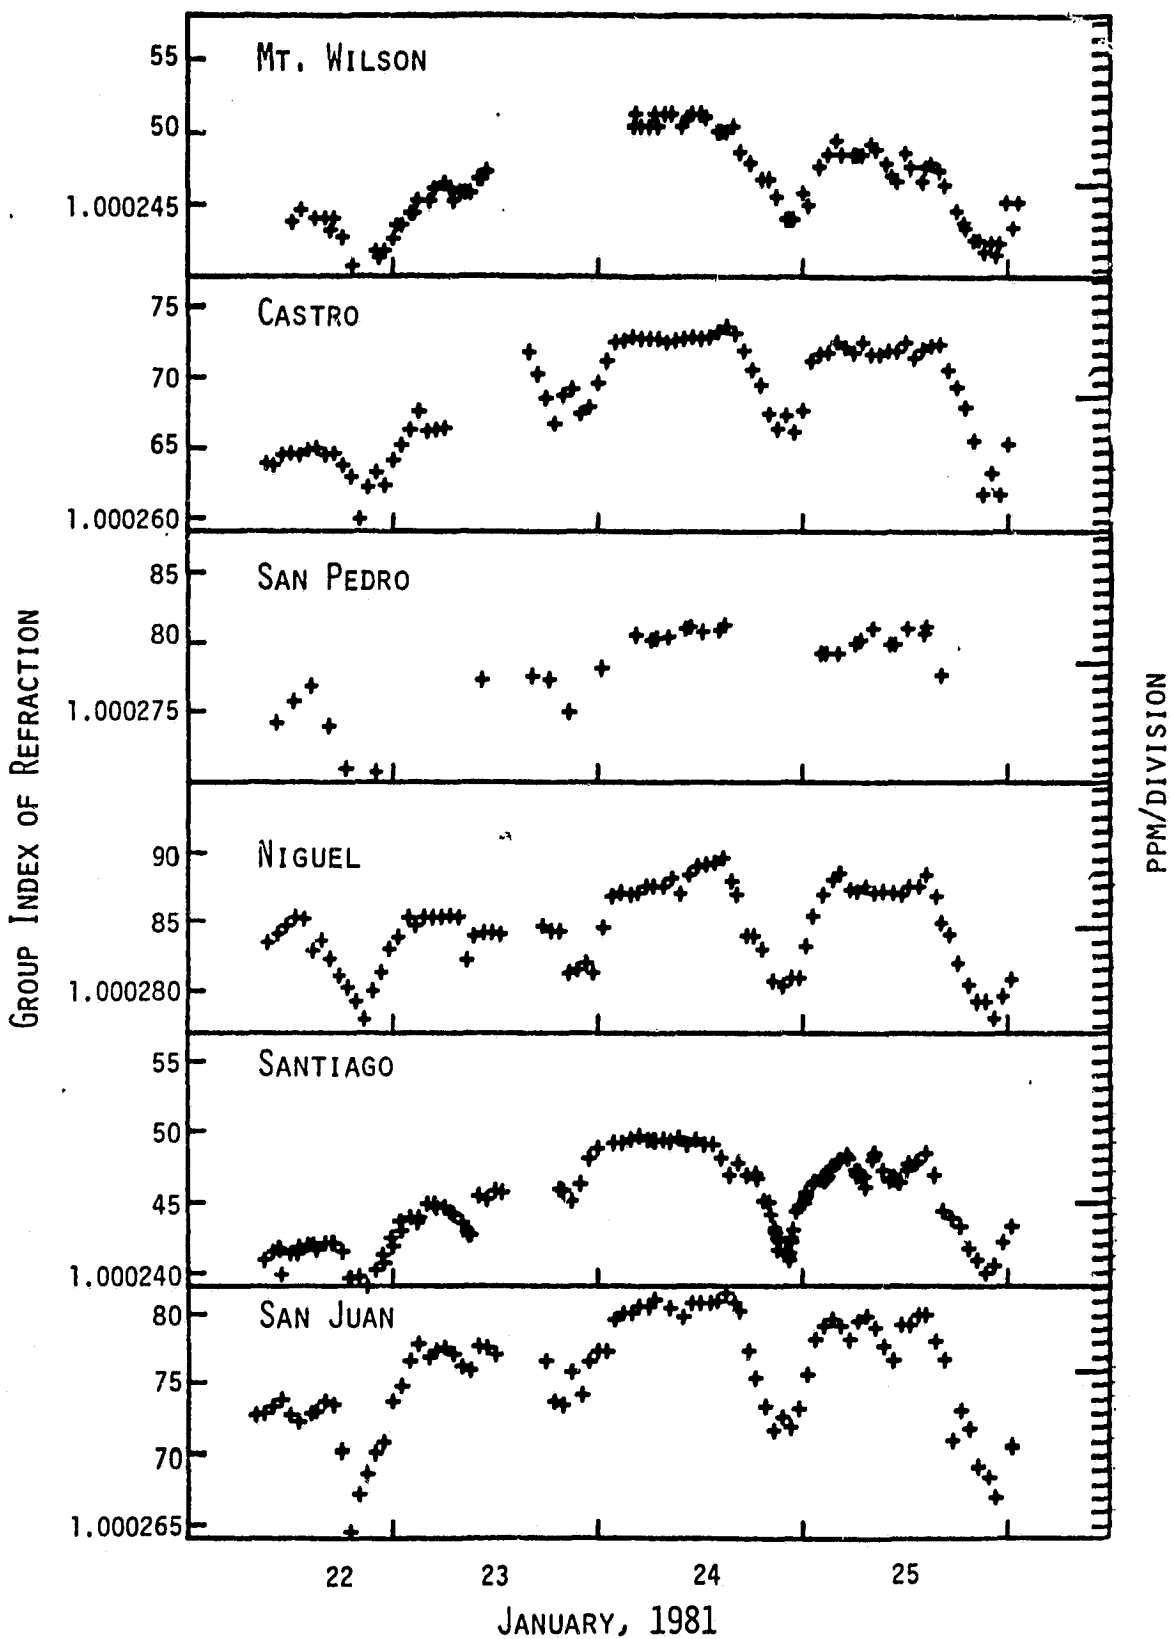 MT. WILSON
55
50
1.000245
CASTRO
75
70
65
1.000260
SAN PEDRO
85
80
1.000275
NIGUEL
90
85
1.000280
SANTIAGO
55
50
45
1.000240
SAN JUAN
80
75
70
1.000265
GROUP INDEX OF REFRACTION
PPM/DIVISION
22 23 24 25
JANUARY, 1981